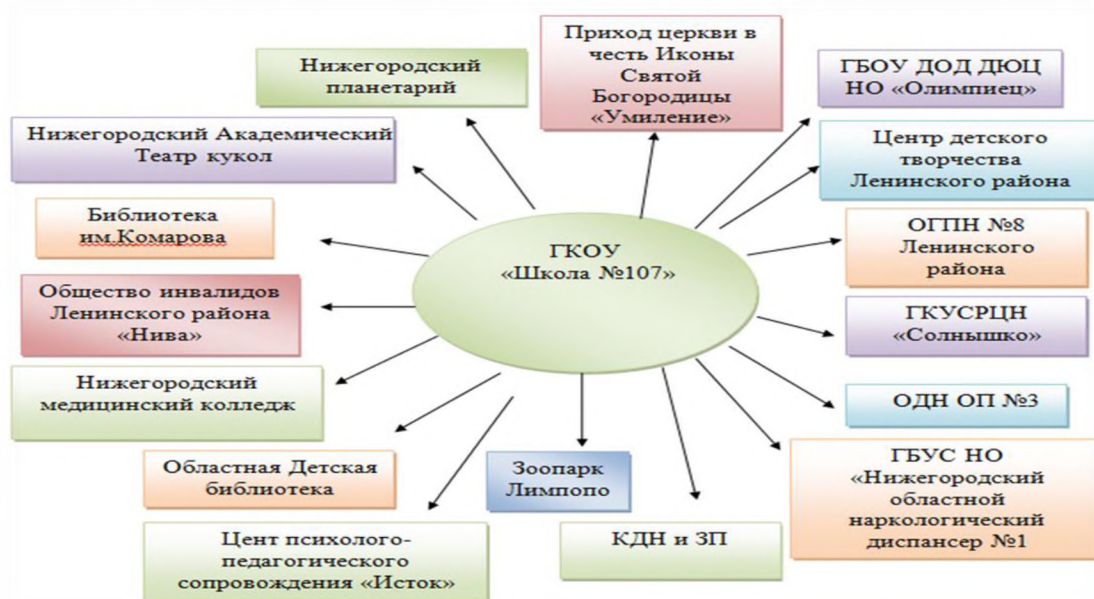 Приход церкви в
честь Иконы
Святой
Богородицы
«Умиление»
Нижегородский
планетарий
ГБОУ ДОД ДЮЦ
НО «Олимпиец»
Нижегородский Академический
Театр кукол
Центр детского
творчества
Ленинского района
Библиотека
им.Комарова
ГКОУ
«Школа №107»
ОГПН №8
Ленинского
района
Общество инвалидов
Ленинского района
«Нива»
ГКУСРЦН
«Солнышко»
Нижегородский
медицинский колледж
ОДН ОП №3
Областная Детская
библиотека
Зоопарк
Лимпопо
ГБУС НО
«Нижегородский
областной
наркологический
диспансер №1
Цент психолого-
педагогического
сопровождения «Исток»
КДН и ЗП